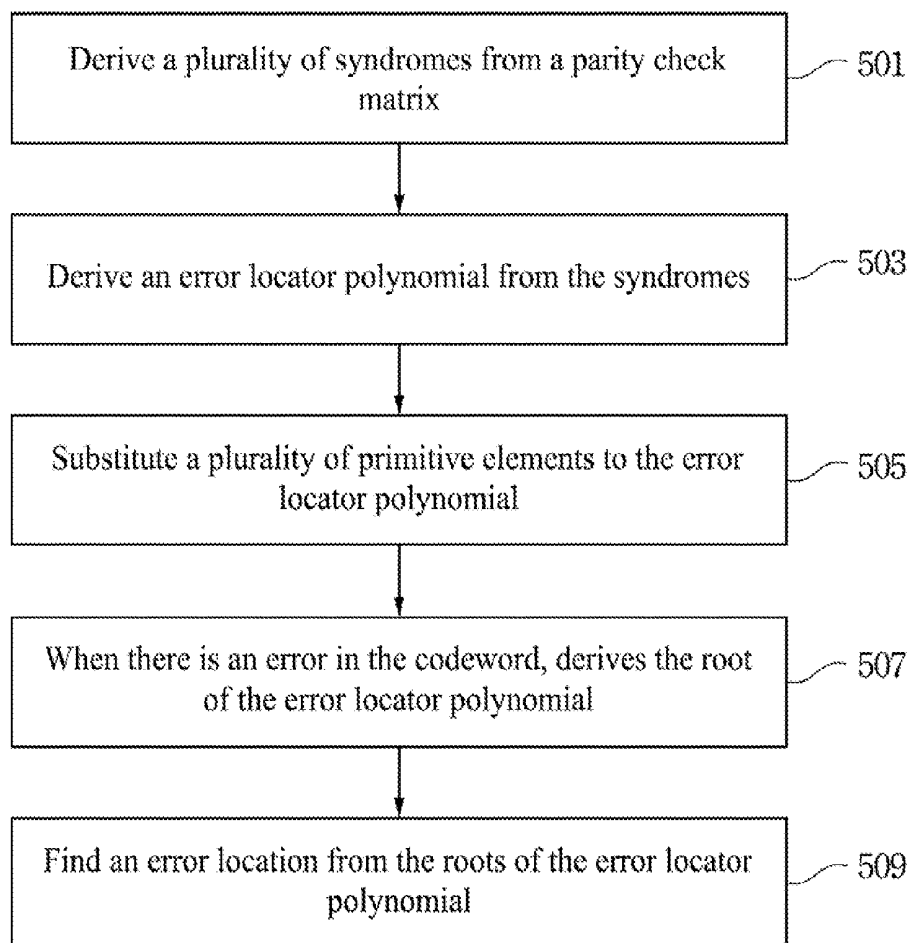 Derive a plurality of syndromes from a parity check
matrix
501
Derive an error locator polynomial from the syndromes
503
Substitute a plurality of primitive elements to the error
locator polynomial
505
When there is an error in the codeword, derives the root
of the error locator polynomial
507
Find an error location from the roots of the error locator
polynomial
509